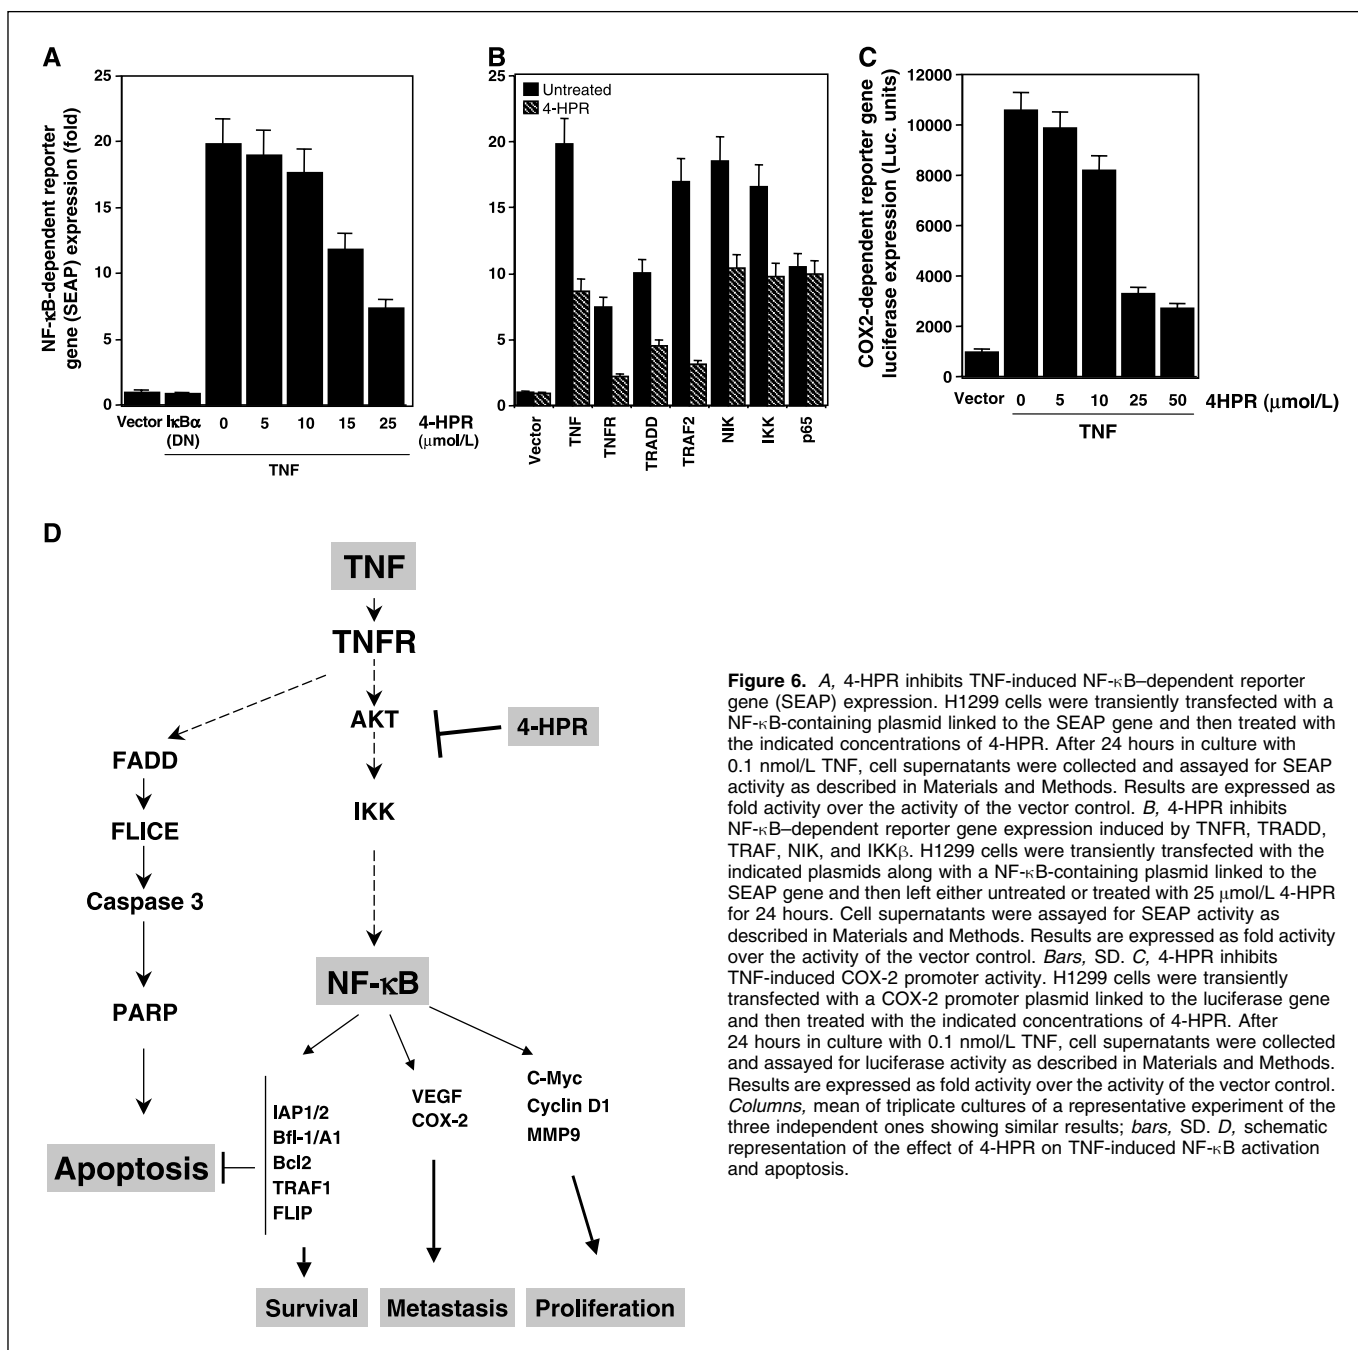 A
NF-κB-dependent reporter
gene (SEAP) expression (fold)
25
20
15
10
5
0
Vector
IκBα
(DN)
0
5
10
15
25
4-HPR
(μmol/L)
TNF
B
25
20
15
10
5
0
Untreated
4-HPR
Vector
TNF
TNFR
TRADD
TRAF2
NIK
IKK
p65
C
COX2-dependent reporter gene
luciferase expression (Luc. units)
12000
10000
8000
6000
4000
2000
0
Vector
0
5
10
25
50
4HPR (μmol/L)
TNF
D
TNF
TNFR
AKT
4-HPR
FADD
IKK
FLICE
Caspase 3
NF-κB
PARP
IAP1/2
Bfl-1/A1
Bcl2
TRAF1
FLIP
VEGF
COX-2
C-Myc
Cyclin D1
MMP9
Apoptosis
Survival
Metastasis
Proliferation
Figure 6. A, 4-HPR inhibits TNF-induced NF-κB–dependent reporter
gene (SEAP) expression. H1299 cells were transiently transfected with a
NF-κB-containing plasmid linked to the SEAP gene and then treated with
the indicated concentrations of 4-HPR. After 24 hours in culture with
0.1 nmol/L TNF, cell supernatants were collected and assayed for SEAP
activity as described in Materials and Methods. Results are expressed as
fold activity over the activity of the vector control. B, 4-HPR inhibits
NF-κB–dependent reporter gene expression induced by TNFR, TRADD,
TRAF, NIK, and IKKβ. H1299 cells were transiently transfected with the
indicated plasmids along with a NF-κB-containing plasmid linked to the
SEAP gene and then left either untreated or treated with 25 μmol/L 4-HPR
for 24 hours. Cell supernatants were assayed for SEAP activity as
described in Materials and Methods. Results are expressed as fold activity
over the activity of the vector control. Bars, SD. C, 4-HPR inhibits
TNF-induced COX-2 promoter activity. H1299 cells were transiently
transfected with a COX-2 promoter plasmid linked to the luciferase gene
and then treated with the indicated concentrations of 4-HPR. After
24 hours in culture with 0.1 nmol/L TNF, cell supernatants were collected
and assayed for luciferase activity as described in Materials and Methods.
Results are expressed as fold activity over the activity of the vector control.
Columns, mean of triplicate cultures of a representative experiment of the
three independent ones showing similar results; bars, SD. D, schematic
representation of the effect of 4-HPR on TNF-induced NF-κB activation
and apoptosis.